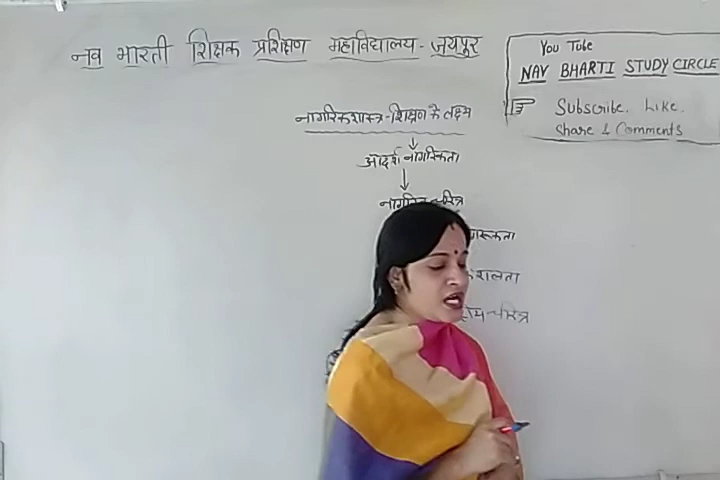 नव भारती शिक्षक प्रशिक्षण महाविद्यालय - जयपुर
You Tube
NAV BHARTI STUDY CIRCLE
Subscribe. Like.
Share & Comments
नागरिकशास्त्र-शिक्षण के लक्ष्य
आदर्श नागरिकता
चरित्र